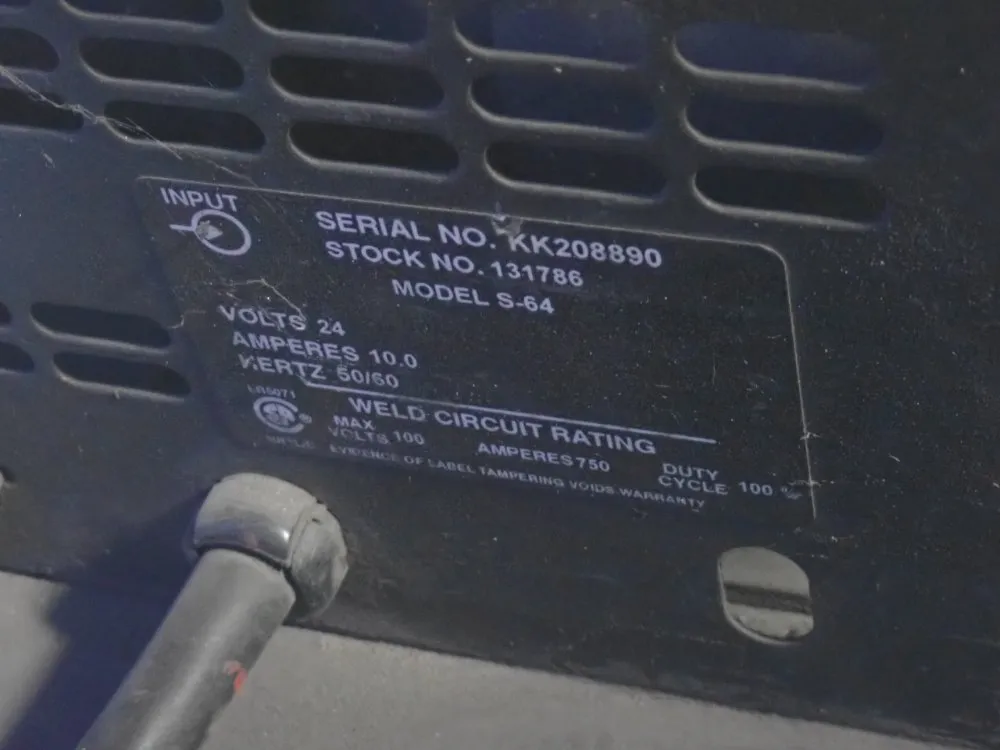 INPUT
SERIAL NO. KK208890
STOCK NO. 131786
MODEL S-64
VOLTS 24
AMPERES 10.0
HERTZ 50/60
LR5071
WELD CIRCUIT RATING
MAX
VOLTS 100 AMPERES 750 DUTY CYCLE 100 %
EVIDENCE OF LABEL TAMPERING VOIDS WARRANTY